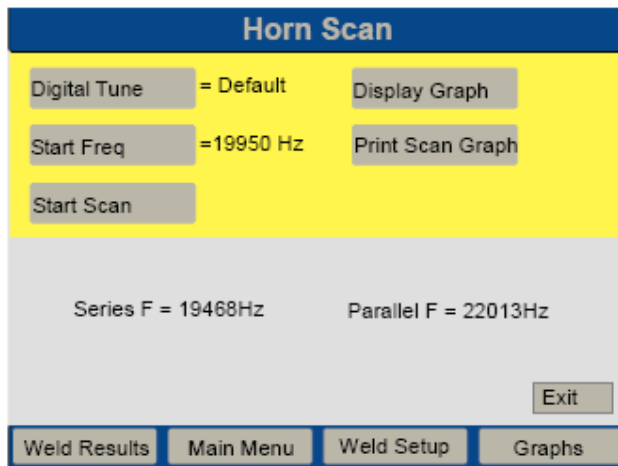 Horn Scan
Digital Tune = Default Display Graph
Start Freq =19950 Hz Print Scan Graph
Start Scan
Series F = 19468Hz Parallel F = 22013Hz
Exit
Weld Results Main Menu Weld Setup Graphs